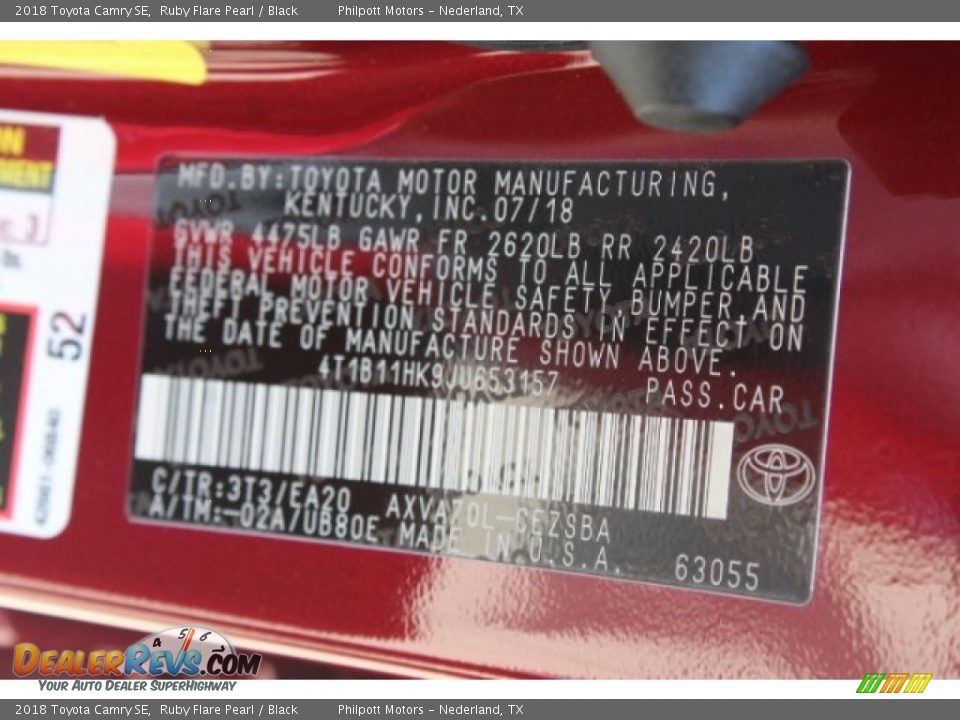 2018 Toyota Camry SE, Ruby Flare Pearl / Black Philpott Motors - Nederland, TX
MFD.BY:TOYOTA MOTOR MANUFACTURING,
KENTUCKY,INC.07/18
GVWR 4475LB GAWR FR 2620LB RR 2420LB
THIS VEHICLE CONFORMS TO ALL APPLICABLE
FEDERAL MOTOR VEHICLE SAFETY,BUMPER,AND
THEFT PREVENTION STANDARDS IN EFFECT ON
THE DATE OF MANUFACTURE SHOWN ABOVE.
4T1B11HK9JU653157 PASS.CAR
C/TR:3T3/EA20 AXVA70L-CEZSBA
A/TM:-02A/UB80E MADE IN U.S.A.
63055
52
DealerRevs.com
Your Auto Dealer SuperHighway
2018 Toyota Camry SE, Ruby Flare Pearl / Black Philpott Motors - Nederland, TX